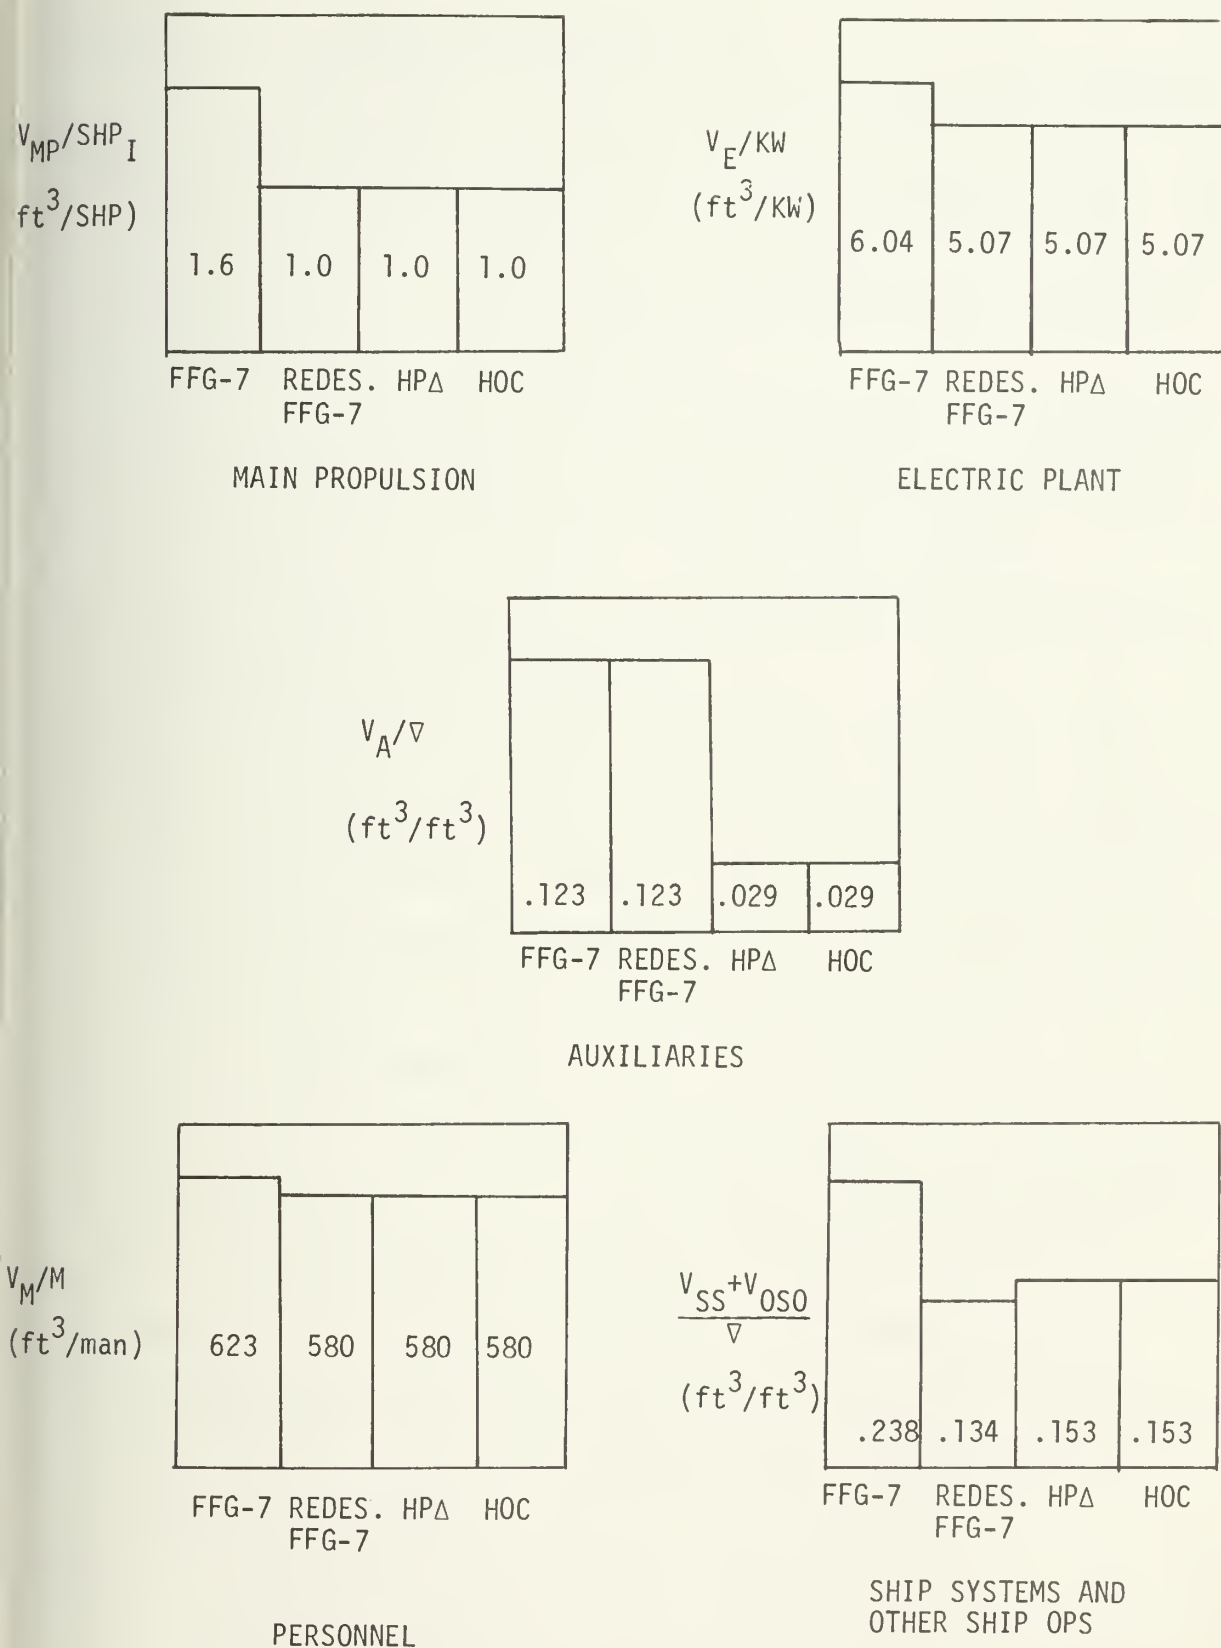 V_MP/SHP_I
ft³/SHP)
1.6 1.0 1.0 1.0
FFG-7 REDES. HPΔ HOC
FFG-7
MAIN PROPULSION
V_E/KW
(ft³/KW)
6.04 5.07 5.07 5.07
FFG-7 REDES. HPΔ HOC
FFG-7
ELECTRIC PLANT
V_A/∇
(ft³/ft³)
.123 .123 .029 .029
FFG-7 REDES. HPΔ HOC
FFG-7
AUXILIARIES
V_M/M
(ft³/man)
623 580 580 580
FFG-7 REDES. HPΔ HOC
FFG-7
PERSONNEL
V_SS+V_OSO
∇
(ft³/ft³)
.238 .134 .153 .153
FFG-7 REDES. HPΔ HOC
FFG-7
SHIP SYSTEMS AND
OTHER SHIP OPS